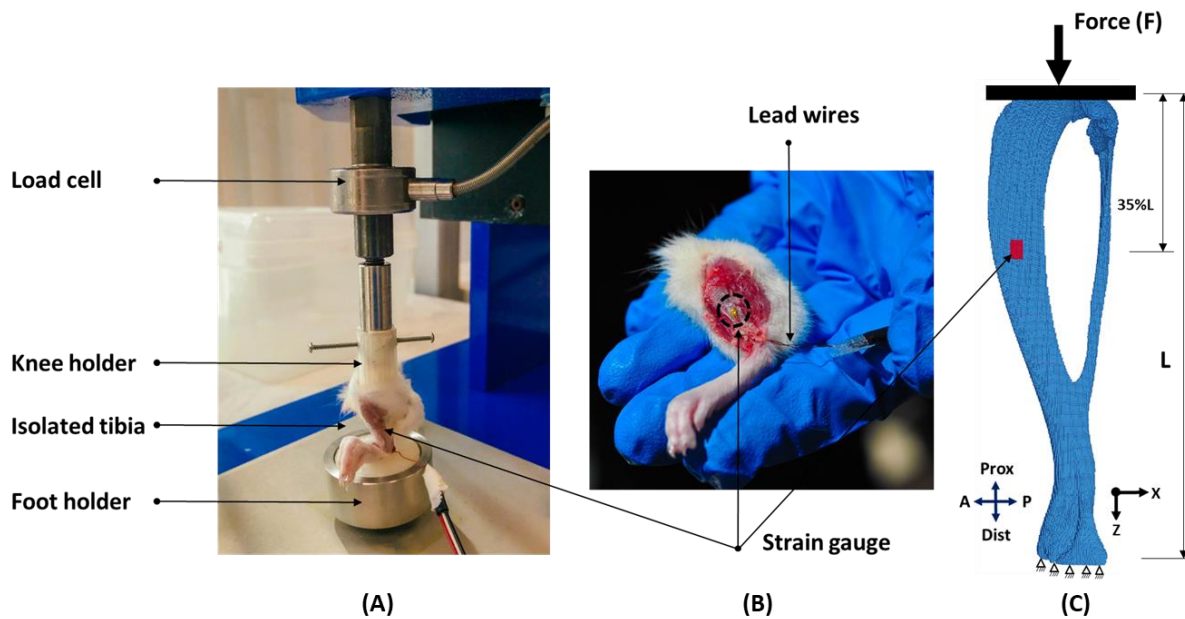 Load cell
Knee holder
Isolated tibia
Foot holder
(A)
Lead wires
Strain gauge
(B)
Force (F)
35%L
L
Prox
A
P
Dist
X
Z
(C)